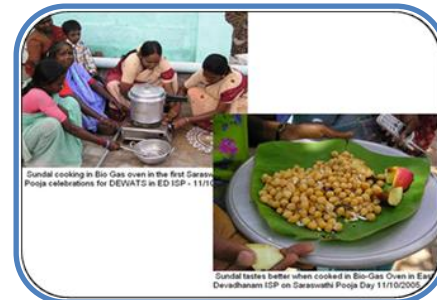 Sundal cooking in Bio Gas oven in the first Saraswathi
Pooja celebrations for DEWATS in ED ISP - 11/10
Sundal tastes better when cooked in Bio-Gas Oven in East
Devadhanam ISP on Saraswathi Pooja Day 11/10/2005.